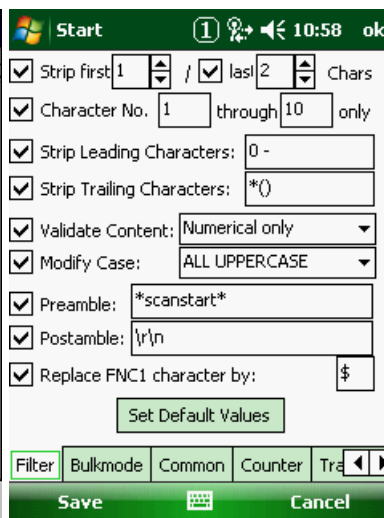 Start 1 10:58 ok
Strip first 1 / last 2 Chars
Character No. 1 through 10 only
Strip Leading Characters: 0 -
Strip Trailing Characters: *()
Validate Content: Numerical only
Modify Case: ALL UPPERCASE
Preamble: *scanstart*
Postamble: \r\n
Replace FNC1 character by: $
Set Default Values
Filter Bulkmode Common Counter Tra
Save Cancel